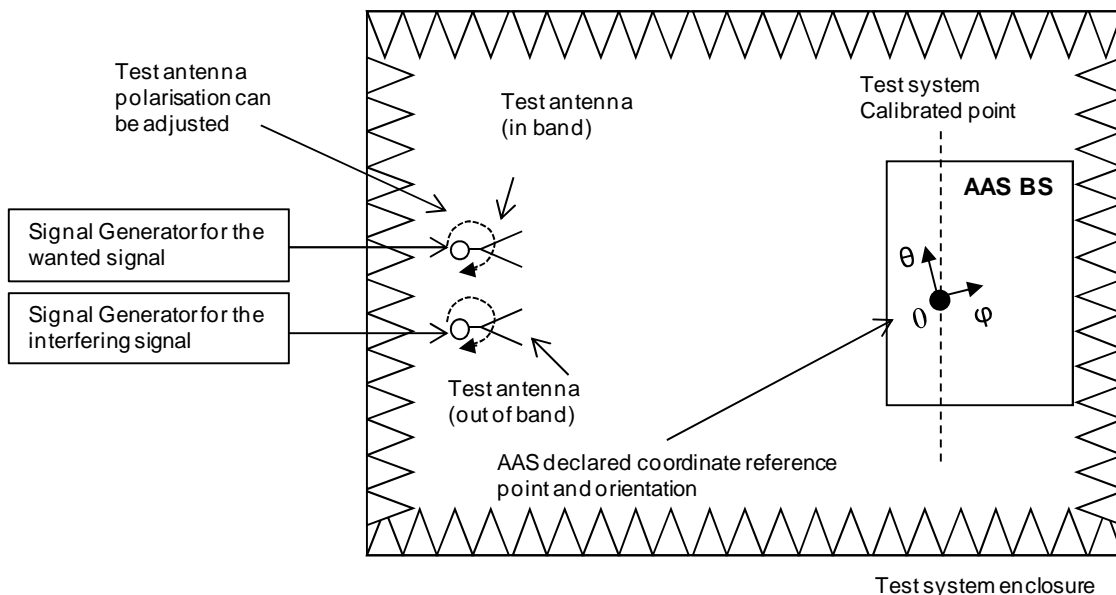 Test antenna
polarisation can
be adjusted
Test antenna
(in band)
Test system
Calibrated point
AAS BS
Signal Generator for the
wanted signal
Signal Generator for the
interfering signal
θ
0
φ
Test antenna
(out of band)
AAS declared coordinate reference
point and orientation
Test system enclosure